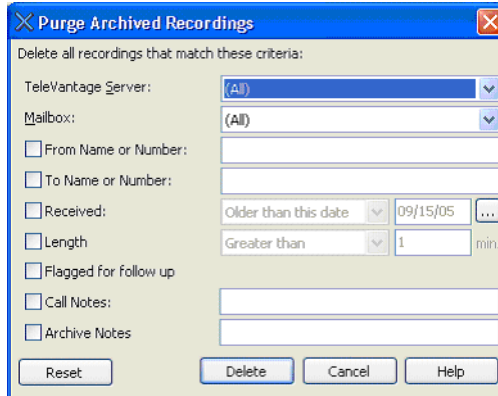 Purge Archived Recordings
Delete all recordings that match these criteria:
TeleVantage Server: (All)
Mailbox: (All)
From Name or Number:
To Name or Number:
Received: Older than this date 09/15/05 ...
Length Greater than 1 min.
Flagged for follow up
Call Notes:
Archive Notes
Reset Delete Cancel Help